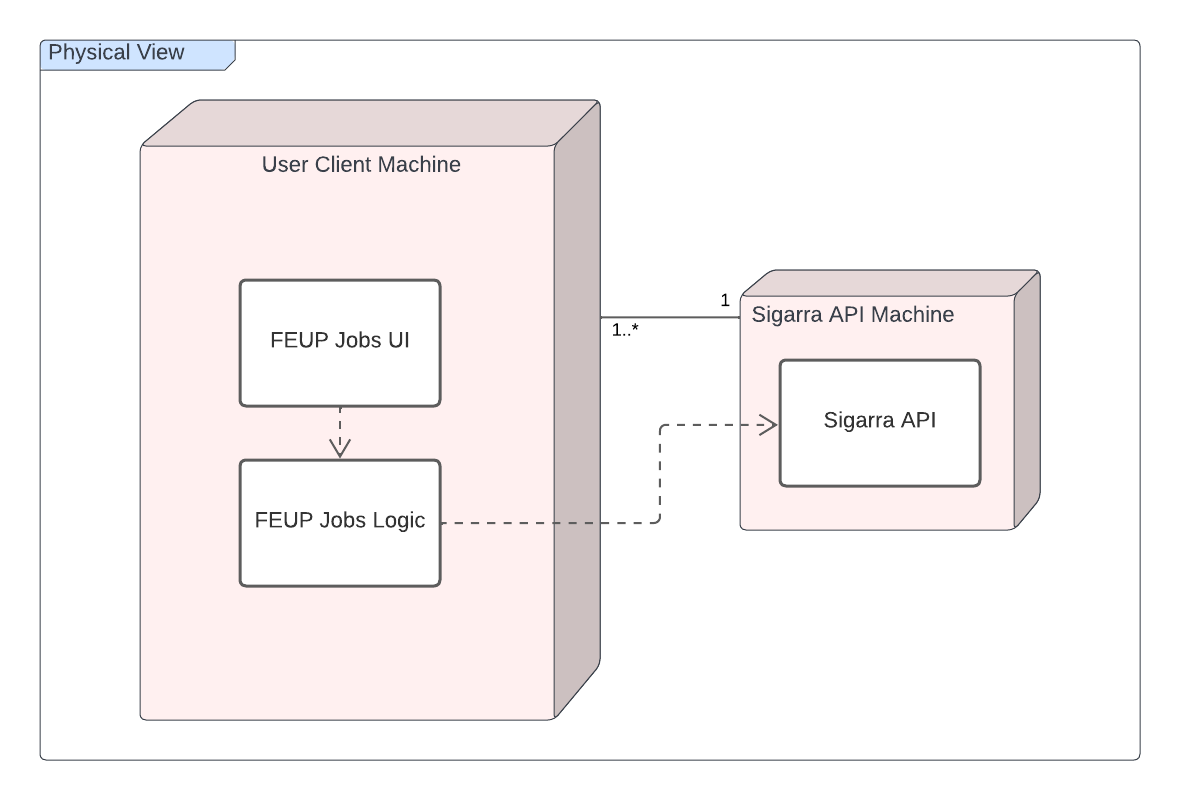 Physical View
User Client Machine
FEUP Jobs UI
FEUP Jobs Logic
1
1..*
Sigarra API Machine
Sigarra API